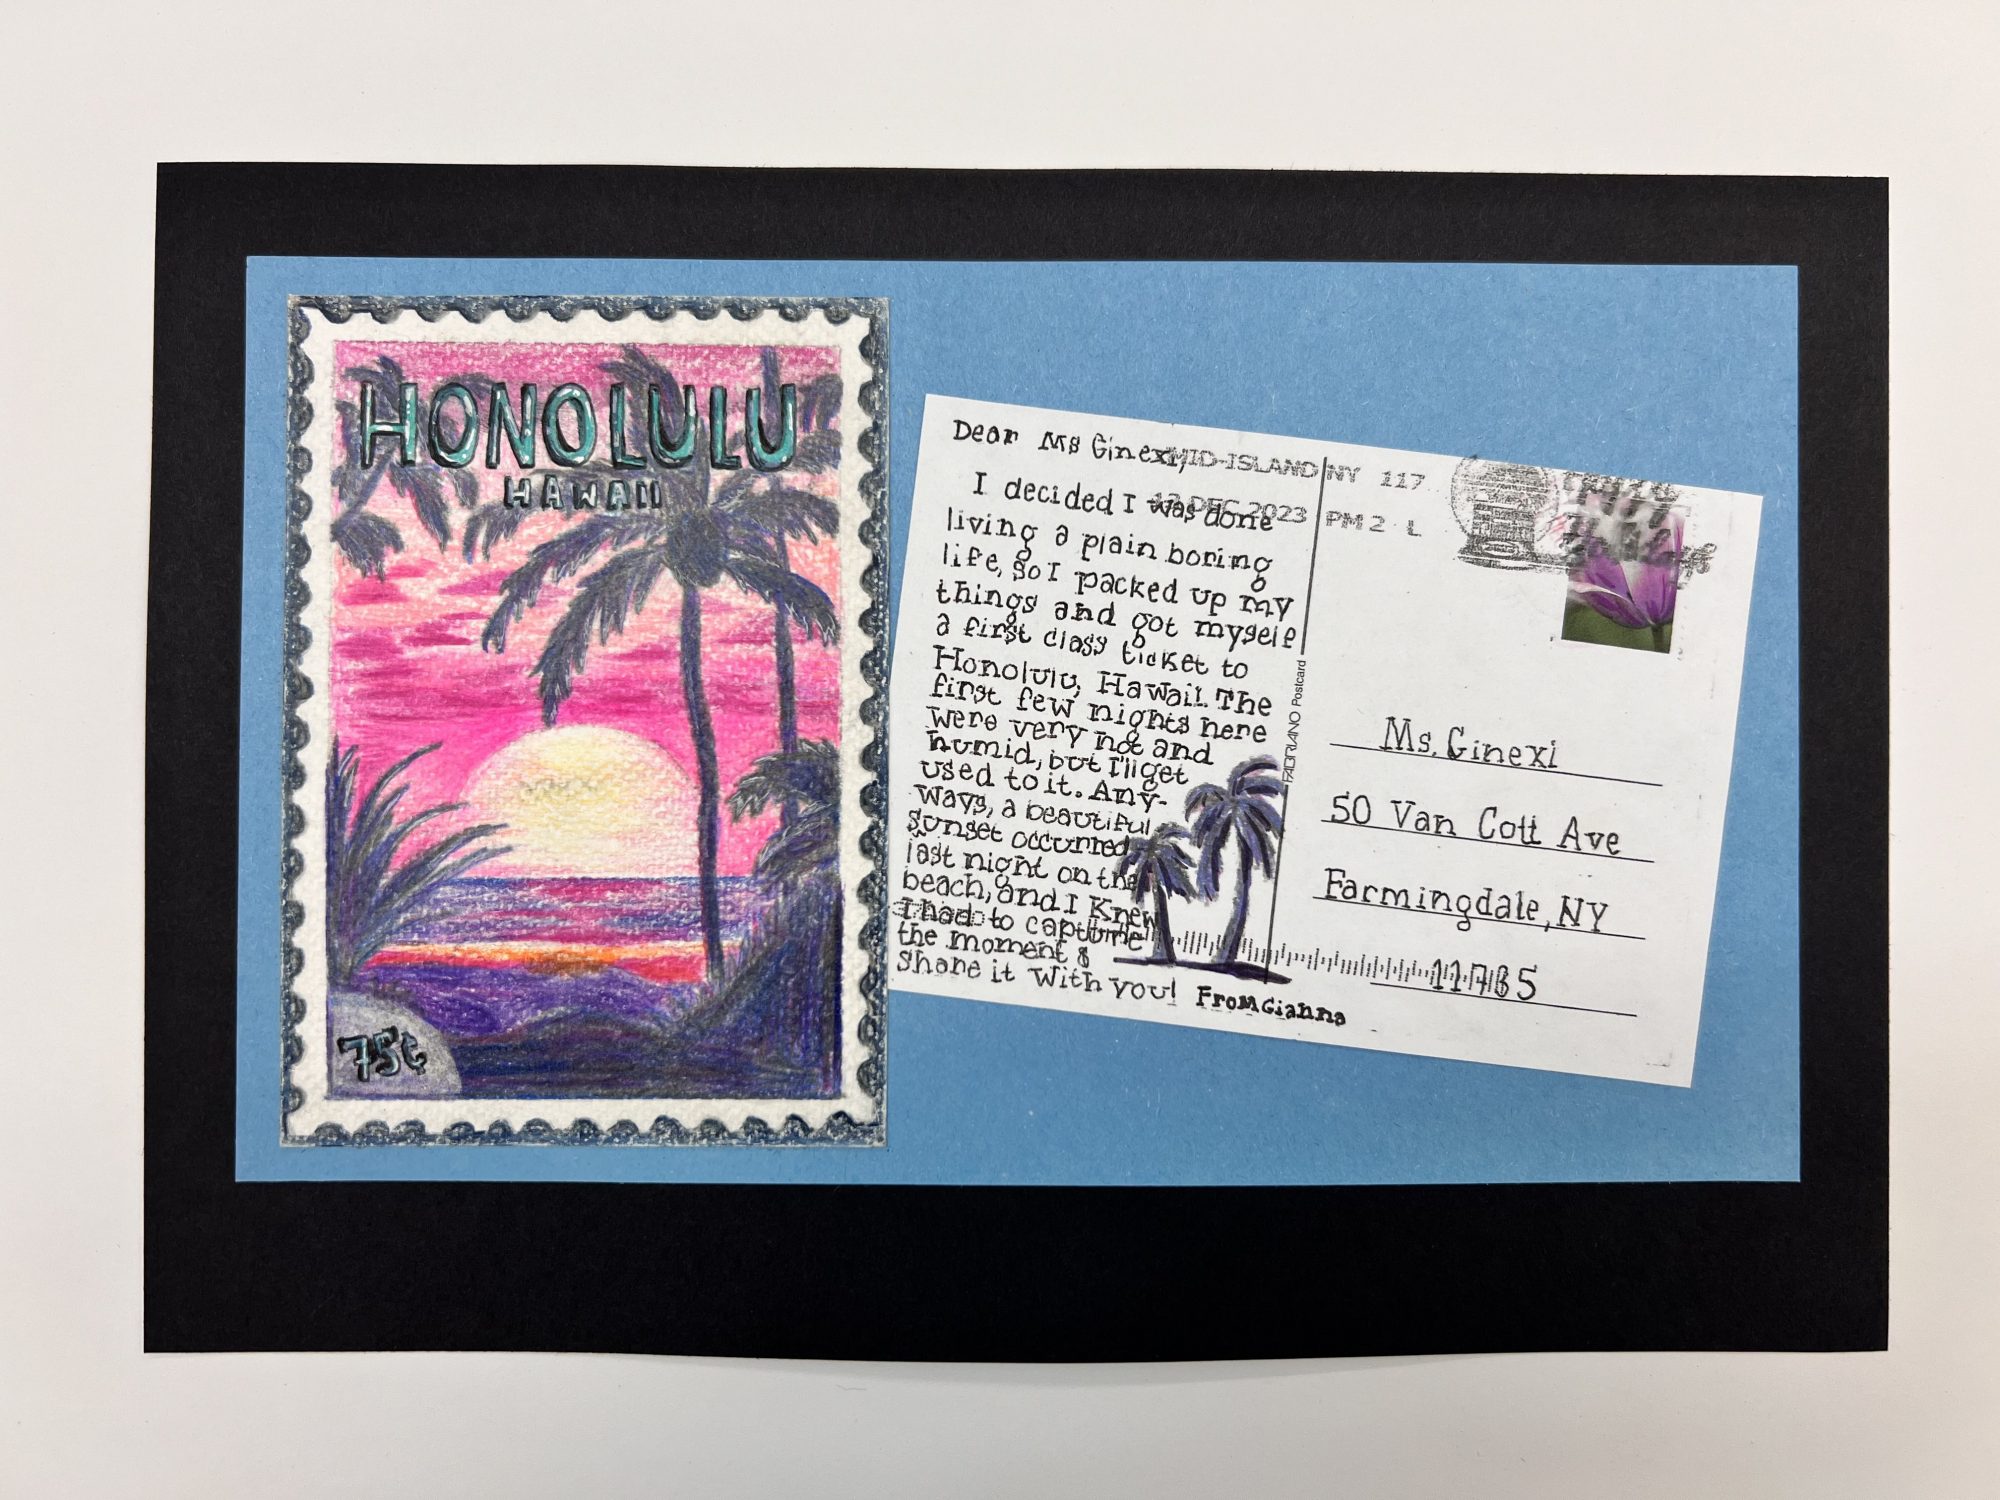 HONOLULU
HAWAII
75¢
Dear Ms Ginexi,
I decided I was done
living a plain boring
life, so I packed up my
things and got myself
a first class ticket to
Honolulu, Hawaii. The
first few nights here
were very hot and
humid, but I'll get
used to it. Any-
ways, a beautiful
sunset occurred
last night on the
beach, and I knew
I had to capture
the moment &
share it with you! From Gianna
MID-ISLAND NY 117
DEC 2023 PM 2 L
FABRIANO Postcard
Ms. Ginexi
50 Van Cott Ave
Farmingdale, NY